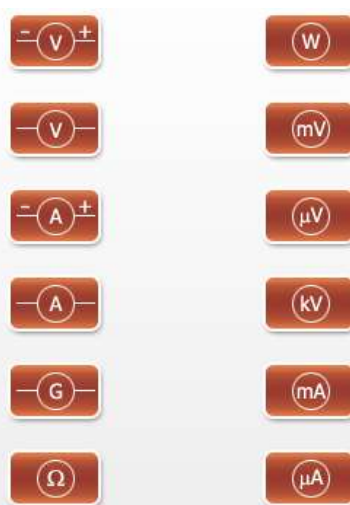 - V + W
V mV
- A + μV
A kV
G mA
Ω μA